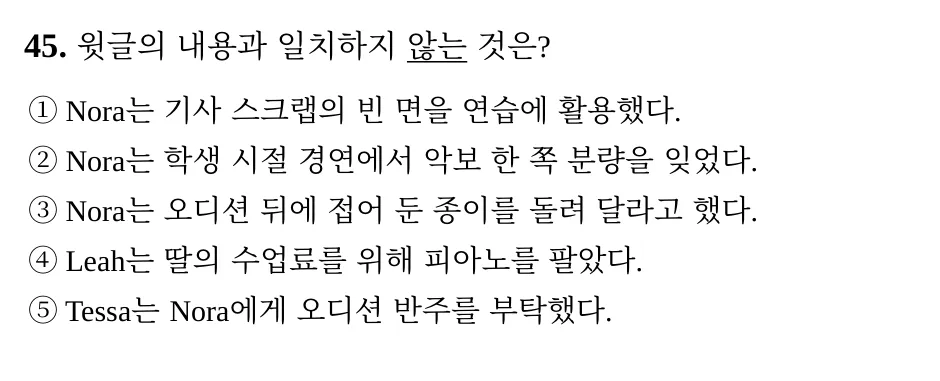 45. 윗글의 내용과 일치하지 않는 것은?
① Nora는 기사 스크랩의 빈 면을 연습에 활용했다.
② Nora는 학생 시절 경연에서 악보 한 쪽 분량을 잊었다.
③ Nora는 오디션 뒤에 접어 둔 종이를 돌려 달라고 했다.
④ Leah는 딸의 수업료를 위해 피아노를 팔았다.
⑤ Tessa는 Nora에게 오디션 반주를 부탁했다.